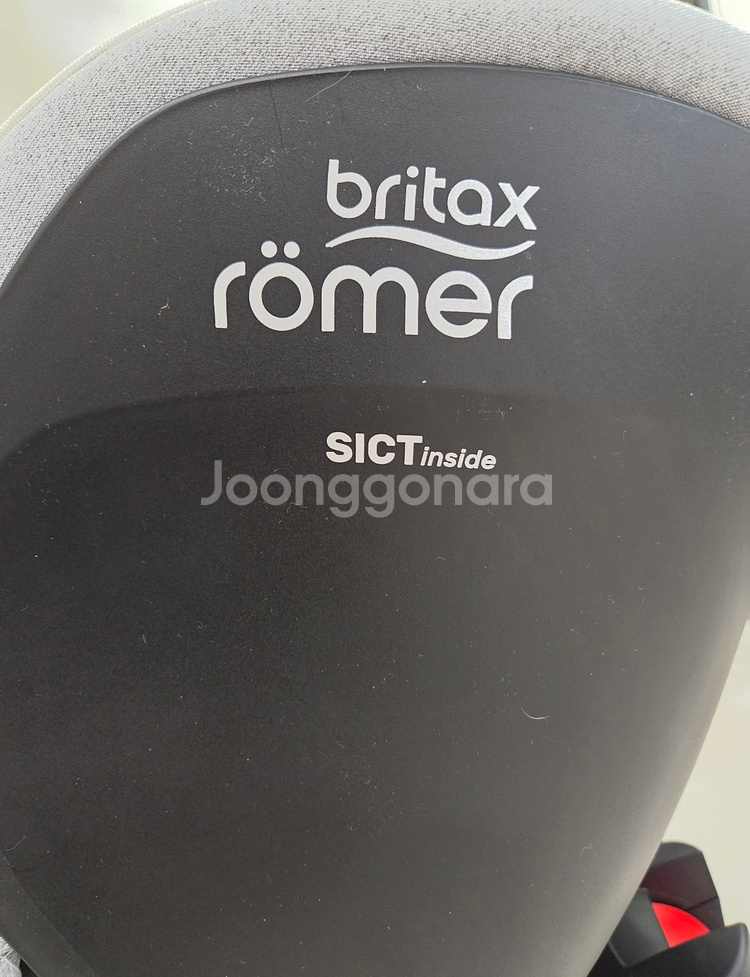 britax
römer
SICTinside
Joonggonara